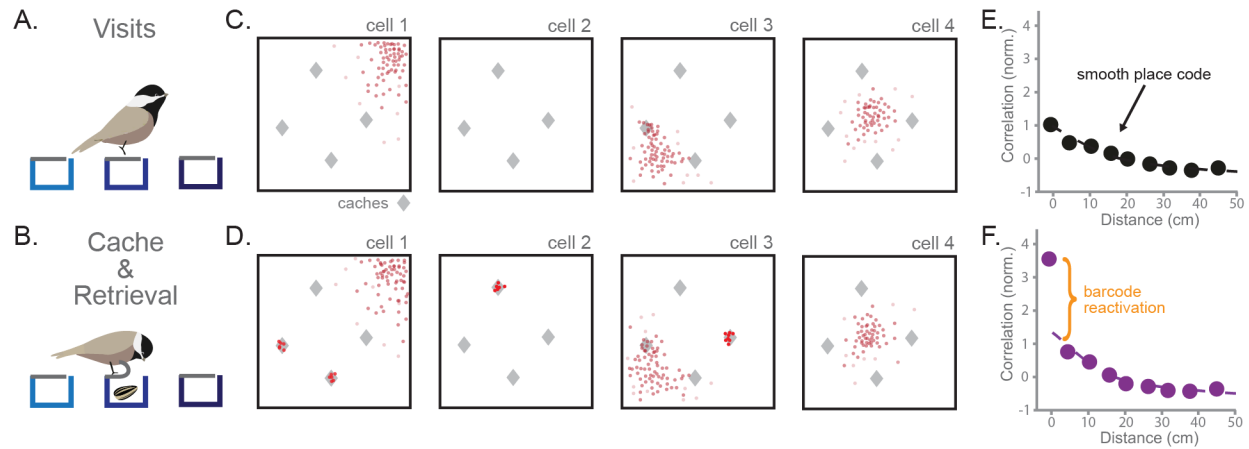 A.
Visits
C.
cell 1
cell 2
cell 3
cell 4
caches
E.
Correlation (norm.)
4
3
2
1
0
-1
smooth place code
0
10
20
30
40
50
Distance (cm)
B.
Cache
&
Retrieval
D.
cell 1
cell 2
cell 3
cell 4
F.
Correlation (norm.)
4
3
2
1
0
-1
barcode
reactivation
0
10
20
30
40
50
Distance (cm)